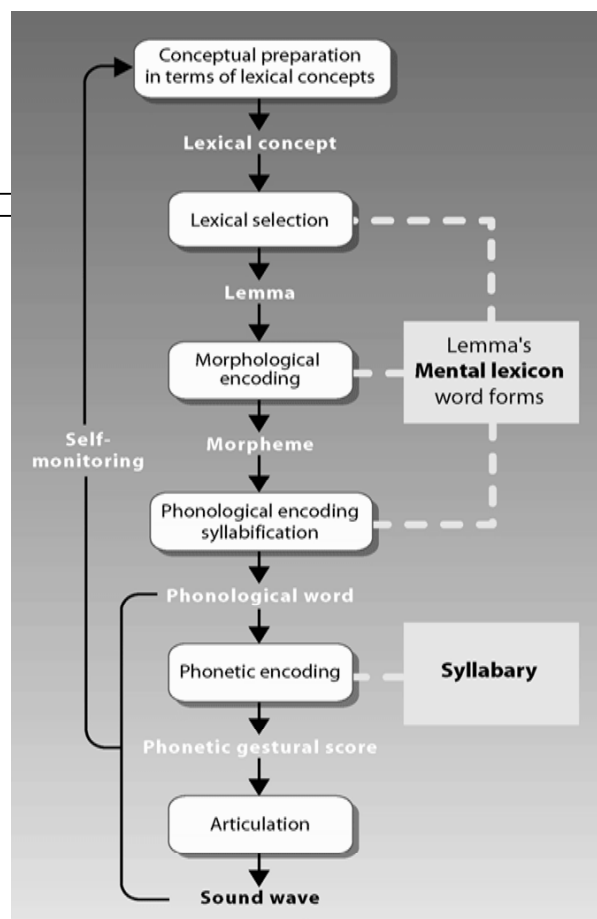 Conceptual preparation
in terms of lexical concepts
Lexical concept
Lexical selection
Lemma
Lemma's
Mental lexicon
word forms
Morphological
encoding
Self-
monitoring
Morpheme
Phonological encoding
syllabification
Phonological word
Phonetic encoding
Syllabary
Phonetic gestural score
Articulation
Sound wave